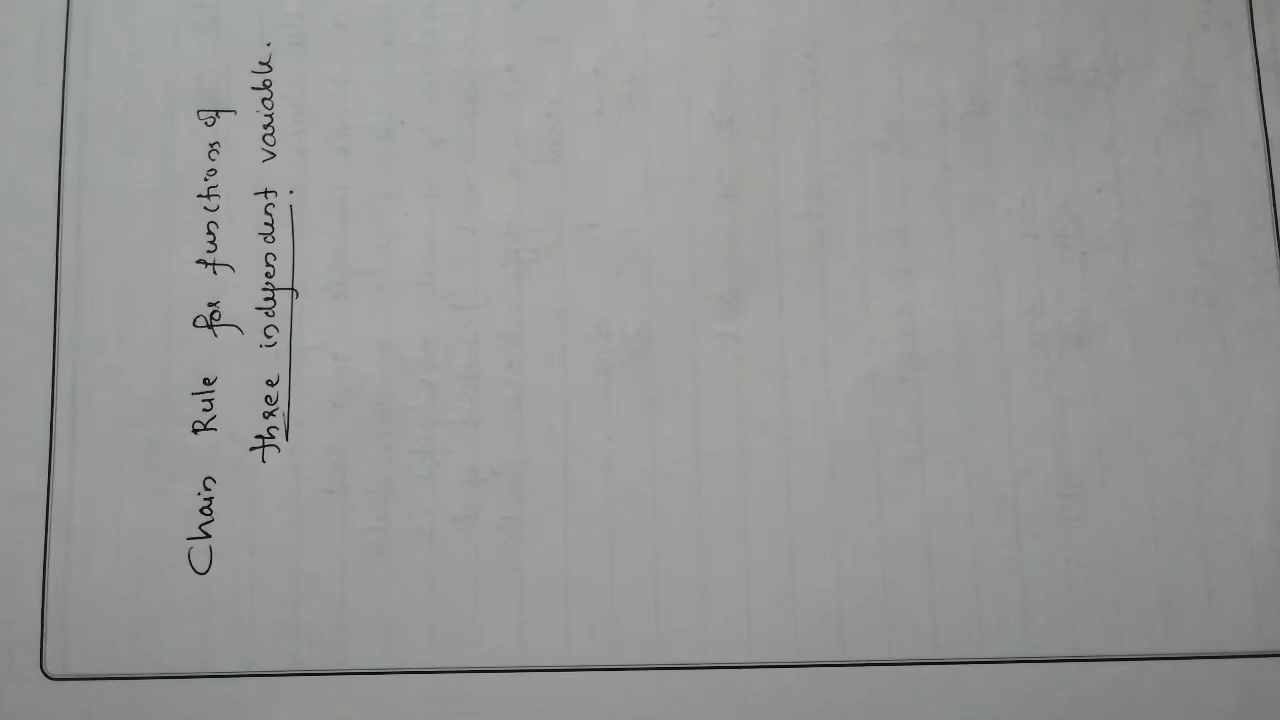 Chain Rule for functions of
three independent variable.